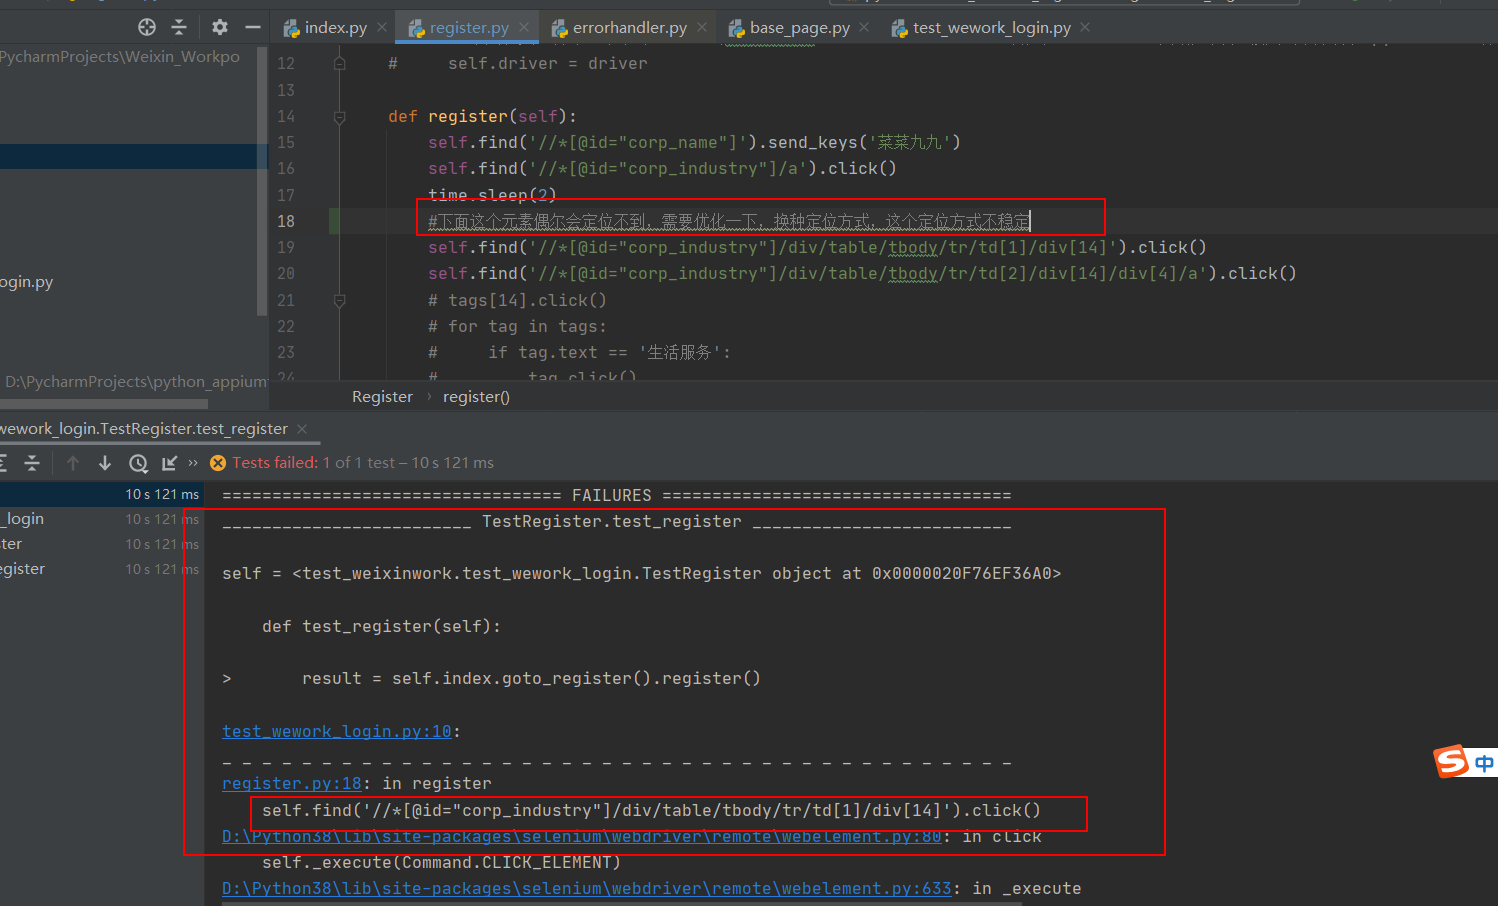 index.py
register.py
errorhandler.py
base_page.py
test_wework_login.py
PycharmProjects\Weixin_Workpo
ogin.py
D:\PycharmProjects\python_appium
12 # self.driver = driver
13
14 def register(self):
15 self.find('//*[@id="corp_name"]').send_keys('菜菜九九')
16 self.find('//*[@id="corp_industry"]/a').click()
17 time.sleep(2)
18 #下面这个元素偶尔会定位不到，需要优化一下，换种定位方式，这个定位方式不稳定
19 self.find('//*[@id="corp_industry"]/div/table/tbody/tr/td[1]/div[14]').click()
20 self.find('//*[@id="corp_industry"]/div/table/tbody/tr/td[2]/div[14]/div[4]/a').click()
21 # tags[14].click()
22 # for tag in tags:
23 # if tag.text == '生活服务':
24 # tag.click()
Register › register()
wework_login.TestRegister.test_register
» Tests failed: 1 of 1 test – 10 s 121 ms
10 s 121 ms
_login 10 s 121 ms
ster 10 s 121 ms
egister 10 s 121 ms
================================== FAILURES ===================================
_________________________ TestRegister.test_register __________________________
self = <test_weixinwork.test_wework_login.TestRegister object at 0x0000020F76EF36A0>
def test_register(self):
> result = self.index.goto_register().register()
test_wework_login.py:10:
_ _ _ _ _ _ _ _ _ _ _ _ _ _ _ _ _ _ _ _ _ _ _ _ _ _ _ _ _ _ _ _ _ _ _ _ _ _ _ _
register.py:18: in register
self.find('//*[@id="corp_industry"]/div/table/tbody/tr/td[1]/div[14]').click()
D:\Python38\lib\site-packages\selenium\webdriver\remote\webelement.py:80: in click
self._execute(Command.CLICK_ELEMENT)
D:\Python38\lib\site-packages\selenium\webdriver\remote\webelement.py:633: in _execute
S 中